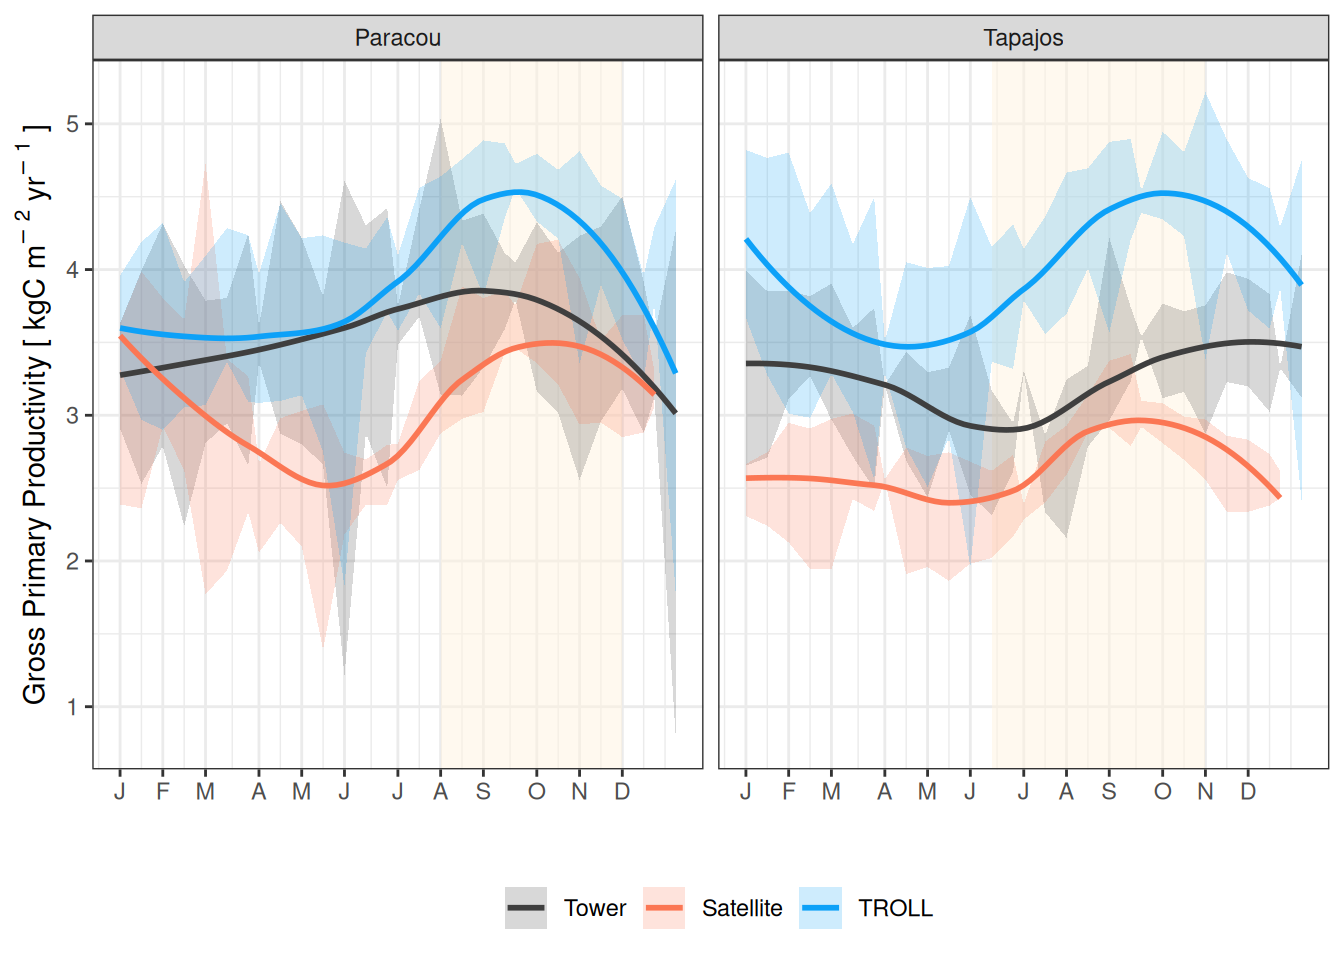 Paracou
Tapajos
Gross Primary Productivity [ kgC m⁻² yr⁻¹ ]
5
4
3
2
1
J F M A M J J A S O N D
J F M A M J J A S O N D
Tower Satellite TROLL